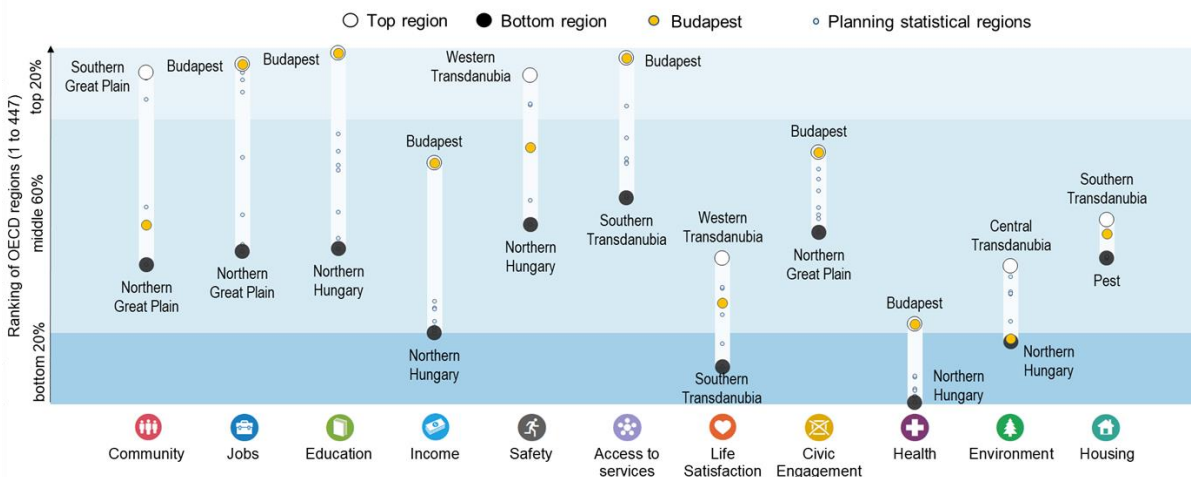 Top region
Bottom region
Budapest
Planning statistical regions
Ranking of OECD regions (1 to 447)
top 20%
middle 60%
bottom 20%
Southern
Great Plain
Northern
Great Plain
Budapest
Northern
Great Plain
Budapest
Northern
Hungary
Budapest
Northern
Hungary
Western
Transdanubia
Northern
Hungary
Budapest
Southern
Transdanubia
Western
Transdanubia
Southern
Transdanubia
Budapest
Northern
Great Plain
Budapest
Northern
Hungary
Central
Transdanubia
Northern
Hungary
Southern
Transdanubia
Pest
Community
Jobs
Education
Income
Safety
Access to
services
Life
Satisfaction
Civic
Engagement
Health
Environment
Housing